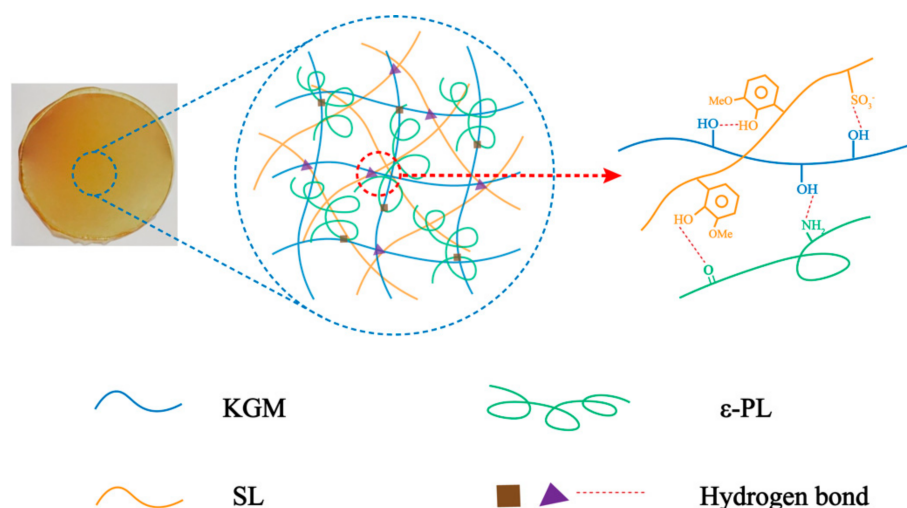 MeO
HO
HO
SO₃⁻
OH
HO
OMe
OH
NH₂
O
KGM
ε-PL
SL
Hydrogen bond